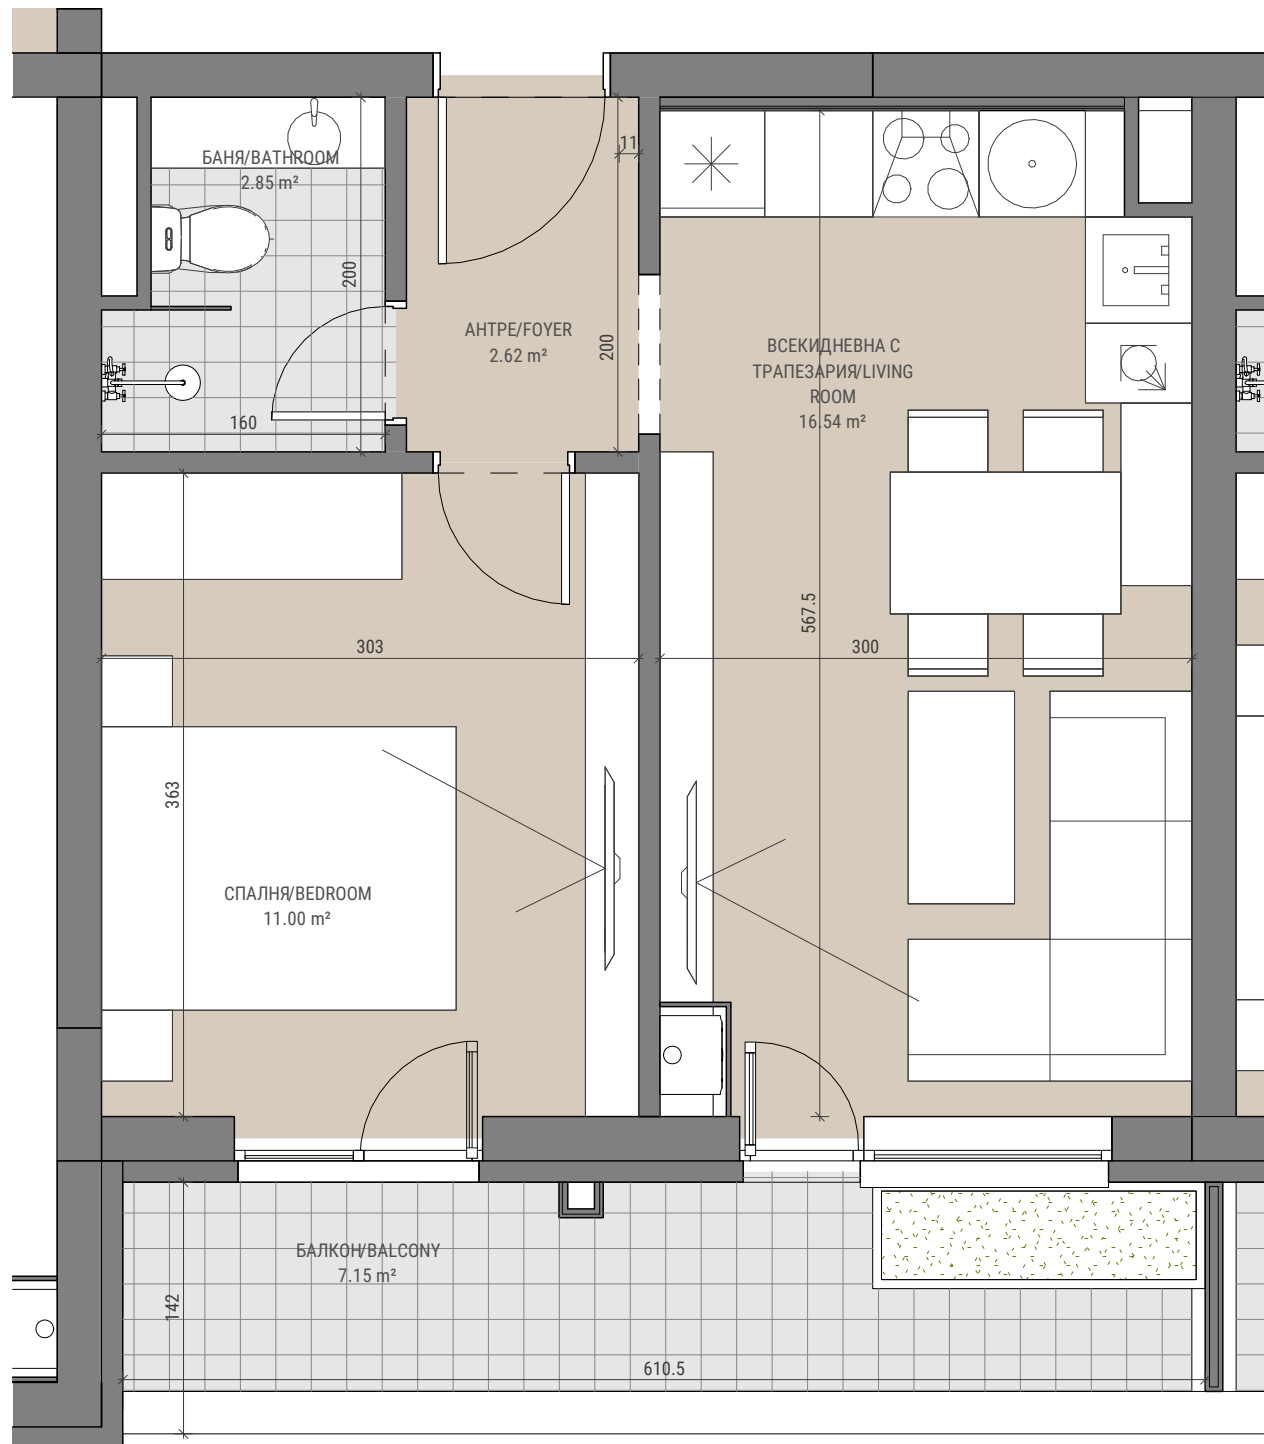 БАНЯ/BATHROOM
2.85 m²
200
160
11
АНТРЕ/FOYER
2.62 m²
200
ВСЕКИДНЕВНА С
ТРАПЕЗАРИЯ/LIVING
ROOM
16.54 m²
567.5
303
300
363
СПАЛНЯ/BEDROOM
11.00 m²
БАЛКОН/BALCONY
7.15 m²
142
610.5